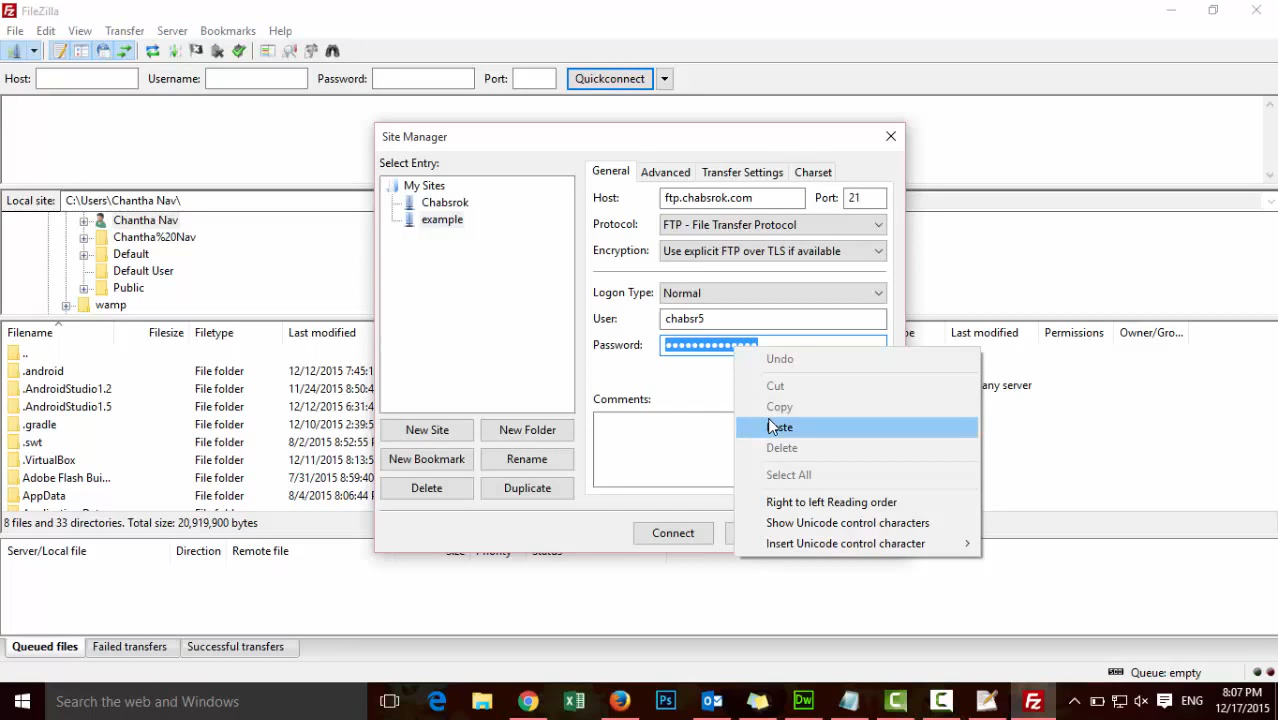 FileZilla
File Edit View Transfer Server Bookmarks Help
Host: Username: Password: Port: Quickconnect
Site Manager
Select Entry:
My Sites
Chabsrok
example
New Site New Folder
New Bookmark Rename
Delete Duplicate
General Advanced Transfer Settings Charset
Host: ftp.chabsrok.com Port: 21
Protocol: FTP - File Transfer Protocol
Encryption: Use explicit FTP over TLS if available
Logon Type: Normal
User: chabsr5
Password:
Comments:
Connect
Undo
Cut
Copy
Delete
Select All
Right to left Reading order
Show Unicode control characters
Insert Unicode control character
Local site: C:\Users\Chantha Nav\
Chantha Nav
Chantha%20Nav
Default
Default User
Public
wamp
Filename Filesize Filetype Last modified
..
.android File folder 12/12/2015 7:45:1
.AndroidStudio1.2 File folder 11/24/2015 8:50:
.AndroidStudio1.5 File folder 12/12/2015 6:31:
.gradle File folder 12/12/2015 6:40:
.swt File folder 8/2/2015 8:52:55
.VirtualBox File folder 12/11/2015 8:13:
Adobe Flash Bui... File folder 7/31/2015 8:59:40
AppData File folder 8/4/2015 8:06:44
8 files and 33 directories. Total size: 20,919,900 bytes
Last modified Permissions Owner/Gro...
any server
Server/Local file Direction Remote file Size Priority Status
Queued files Failed transfers Successful transfers
Queue: empty
Search the web and Windows
ENG
8:07 PM
12/17/2015